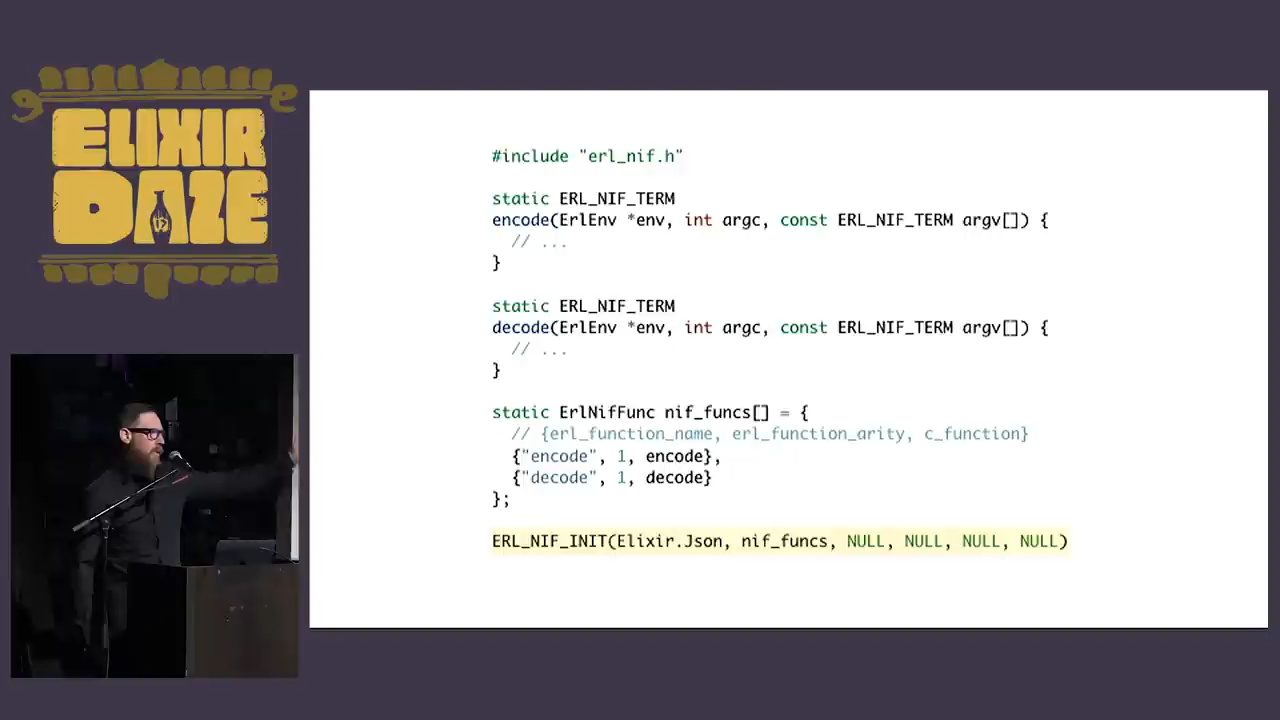 ELIXIR
DAZE
#include "erl_nif.h"
static ERL_NIF_TERM
encode(ErlEnv *env, int argc, const ERL_NIF_TERM argv[]) {
// ...
}
static ERL_NIF_TERM
decode(ErlEnv *env, int argc, const ERL_NIF_TERM argv[]) {
// ...
}
static ErlNifFunc nif_funcs[] = {
// {erl_function_name, erl_function_arity, c_function}
{"encode", 1, encode},
{"decode", 1, decode}
};
ERL_NIF_INIT(Elixir.Json, nif_funcs, NULL, NULL, NULL, NULL)